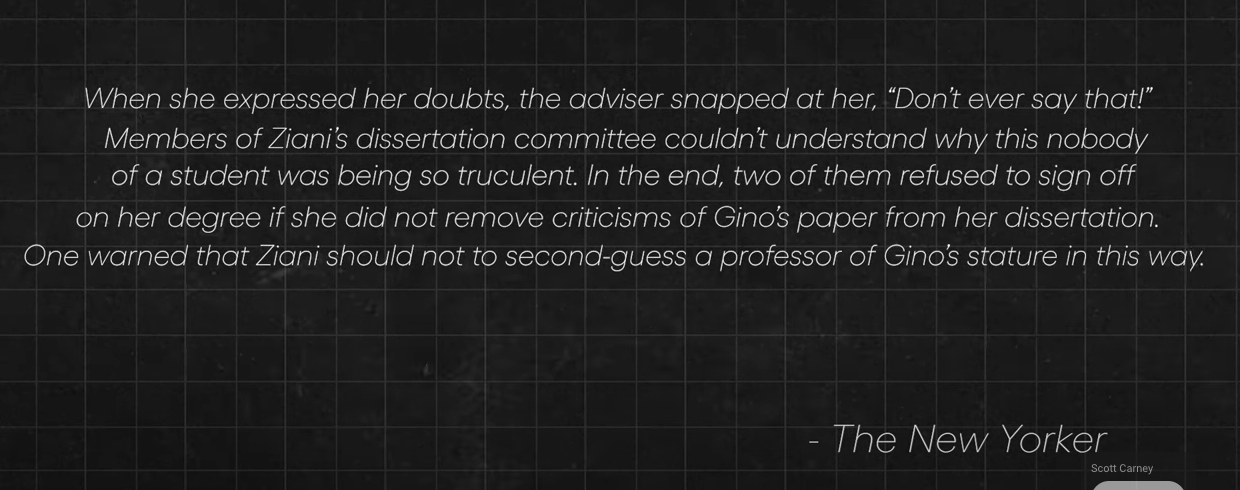 When she expressed her doubts, the adviser snapped at her, “Don’t ever say that!”
Members of Ziani’s dissertation committee couldn’t understand why this nobody
of a student was being so truculent. In the end, two of them refused to sign off
on her degree if she did not remove criticisms of Gino’s paper from her dissertation.
One warned that Ziani should not to second-guess a professor of Gino’s stature in this way.
- The New Yorker
Scott Carney